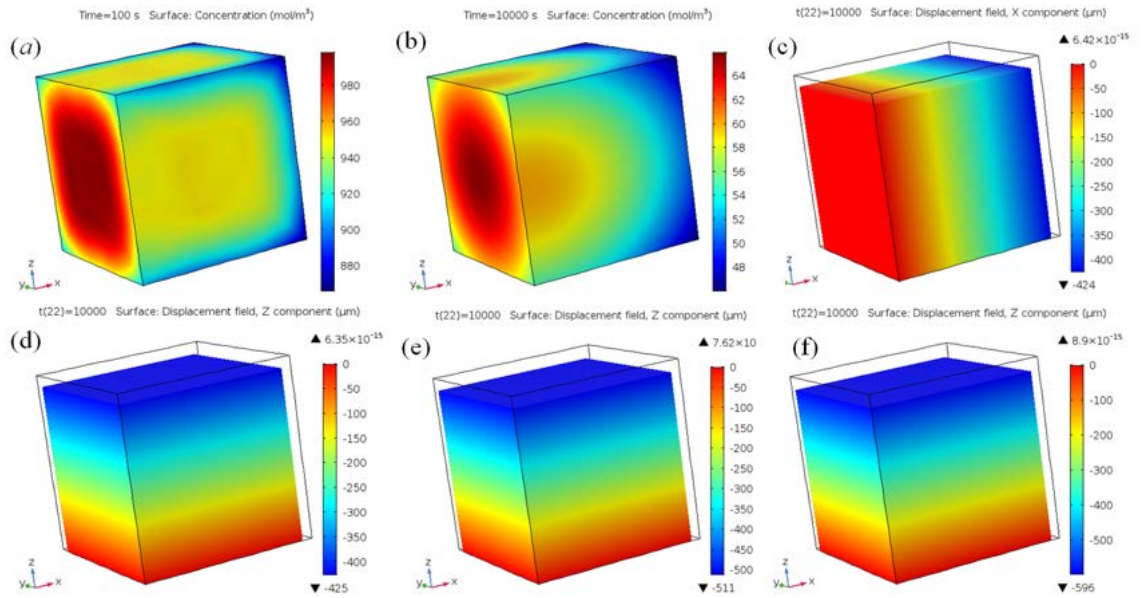 Time=100 s Surface: Concentration (mol/m³)
(a)
980
960
940
920
900
880
z
y x
Time=10000 s Surface: Concentration (mol/m³)
(b)
64
62
60
58
56
54
52
50
48
z
y x
t(22)=10000 Surface: Displacement field, X component (µm)
(c)
▲ 6.42×10⁻¹⁵
0
-50
-100
-150
-200
-250
-300
-350
-400
▼ -424
z
y x
t(22)=10000 Surface: Displacement field, Z component (µm)
(d)
▲ 6.35×10⁻¹⁵
0
-50
-100
-150
-200
-250
-300
-350
-400
▼ -425
z
y x
t(22)=10000 Surface: Displacement field, Z component (µm)
(e)
▲ 7.62×10
0
-50
-100
-150
-200
-250
-300
-350
-400
-450
-500
▼ -511
z
y x
t(22)=10000 Surface: Displacement field, Z component (µm)
(f)
▲ 8.9×10⁻¹⁵
0
-100
-200
-300
-400
-500
▼ -596
z
y x